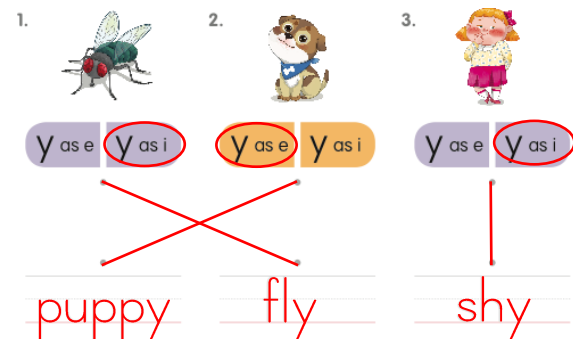 1. 2. 3.
y as e y as i y as e y as i y as e y as i
puppy fly shy